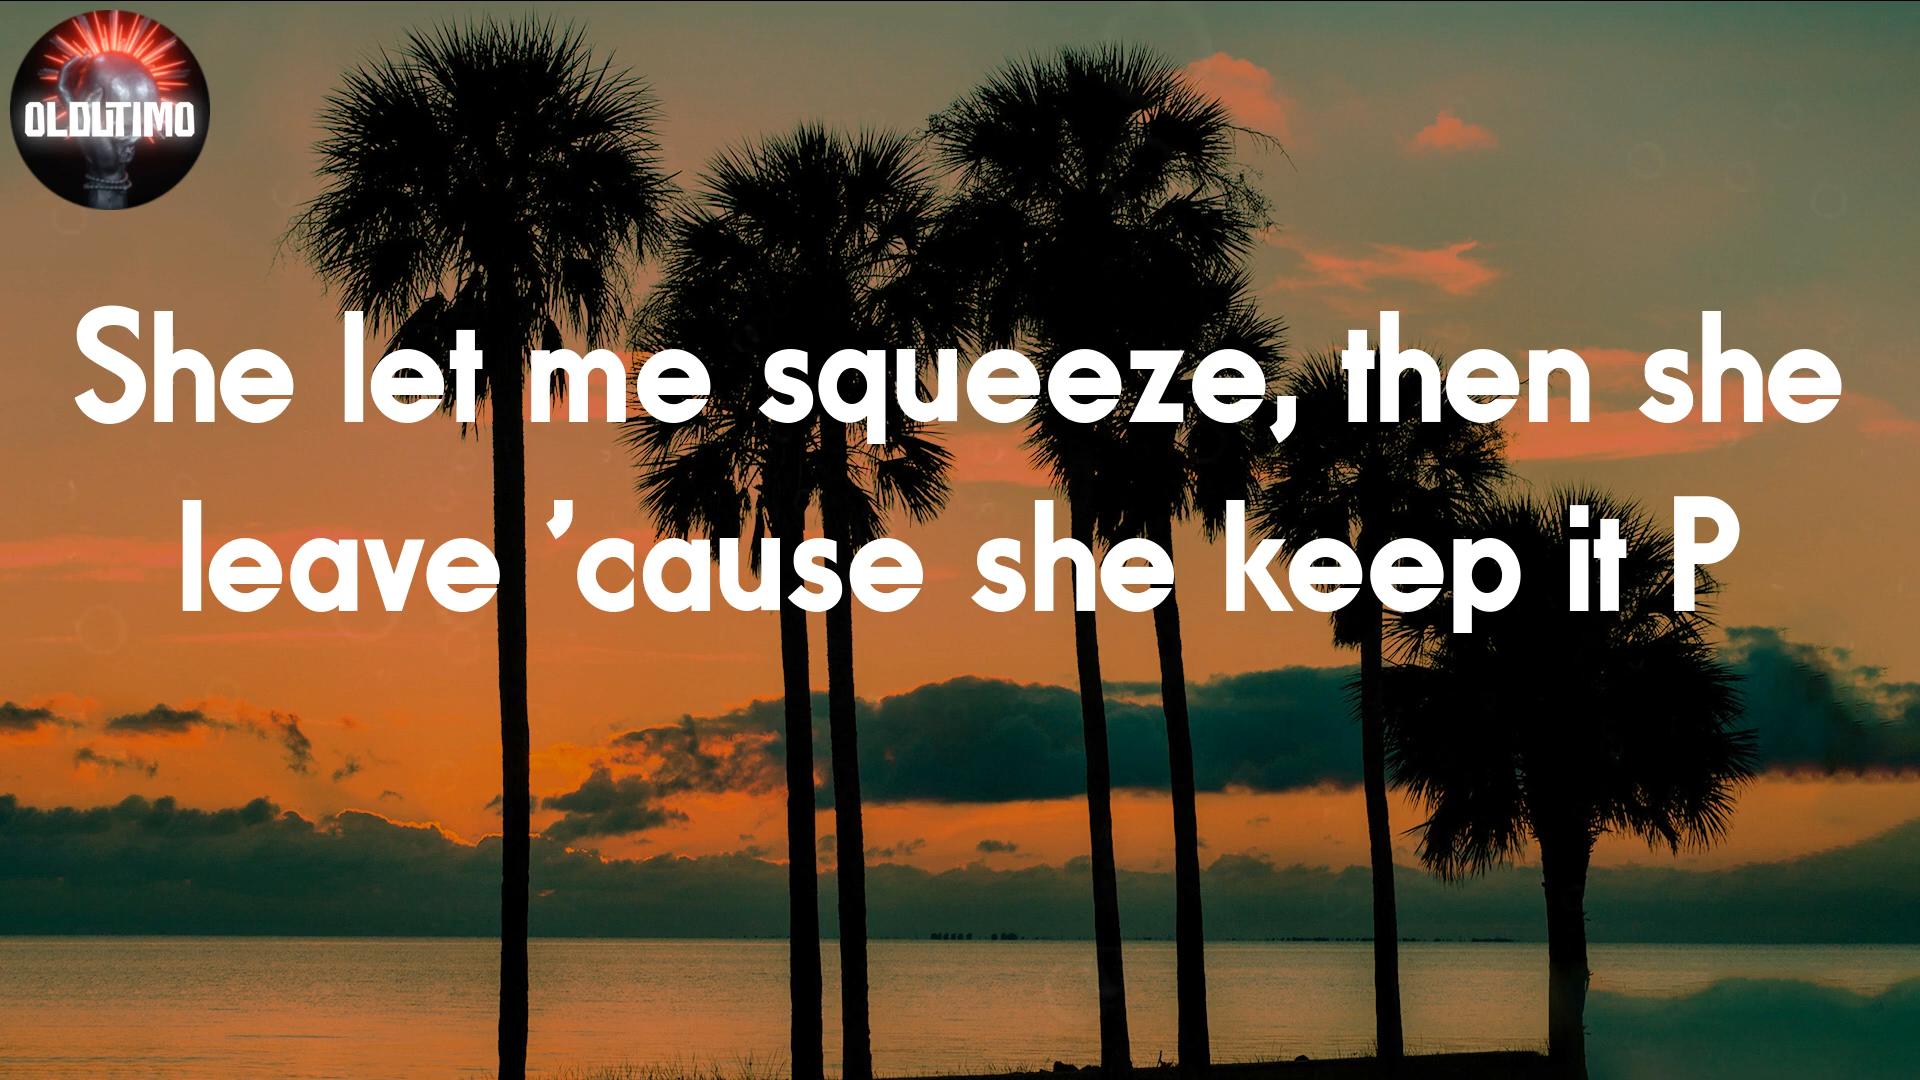 OLDULTIMO
She let me squeeze, then she
leave 'cause she keep it P